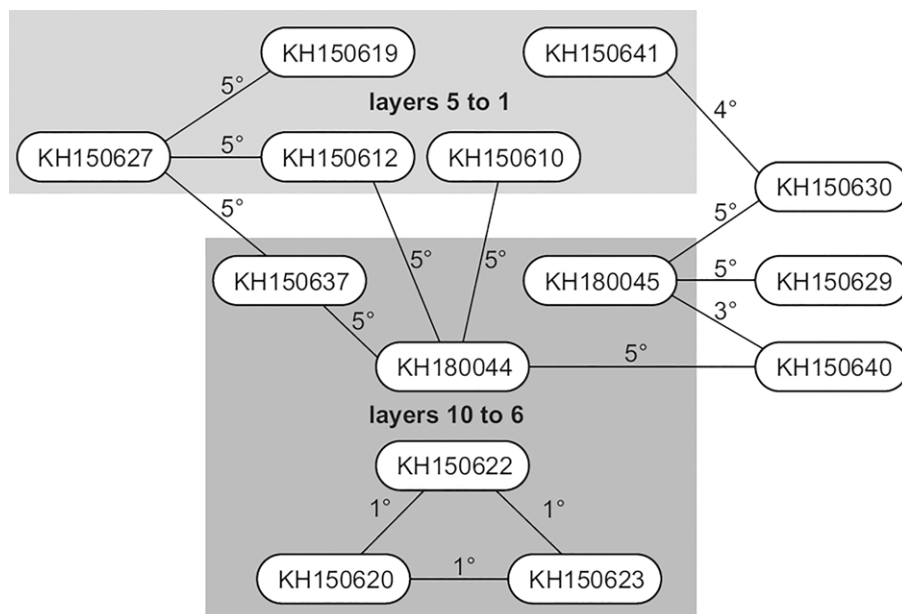 KH150619
KH150641
5°
layers 5 to 1
4°
KH150627
5°
KH150612
KH150610
KH150630
5°
5°
5°
5°
KH150637
KH180045
5°
KH150629
5°
3°
KH180044
5°
KH150640
layers 10 to 6
KH150622
1°
1°
KH150620
1°
KH150623